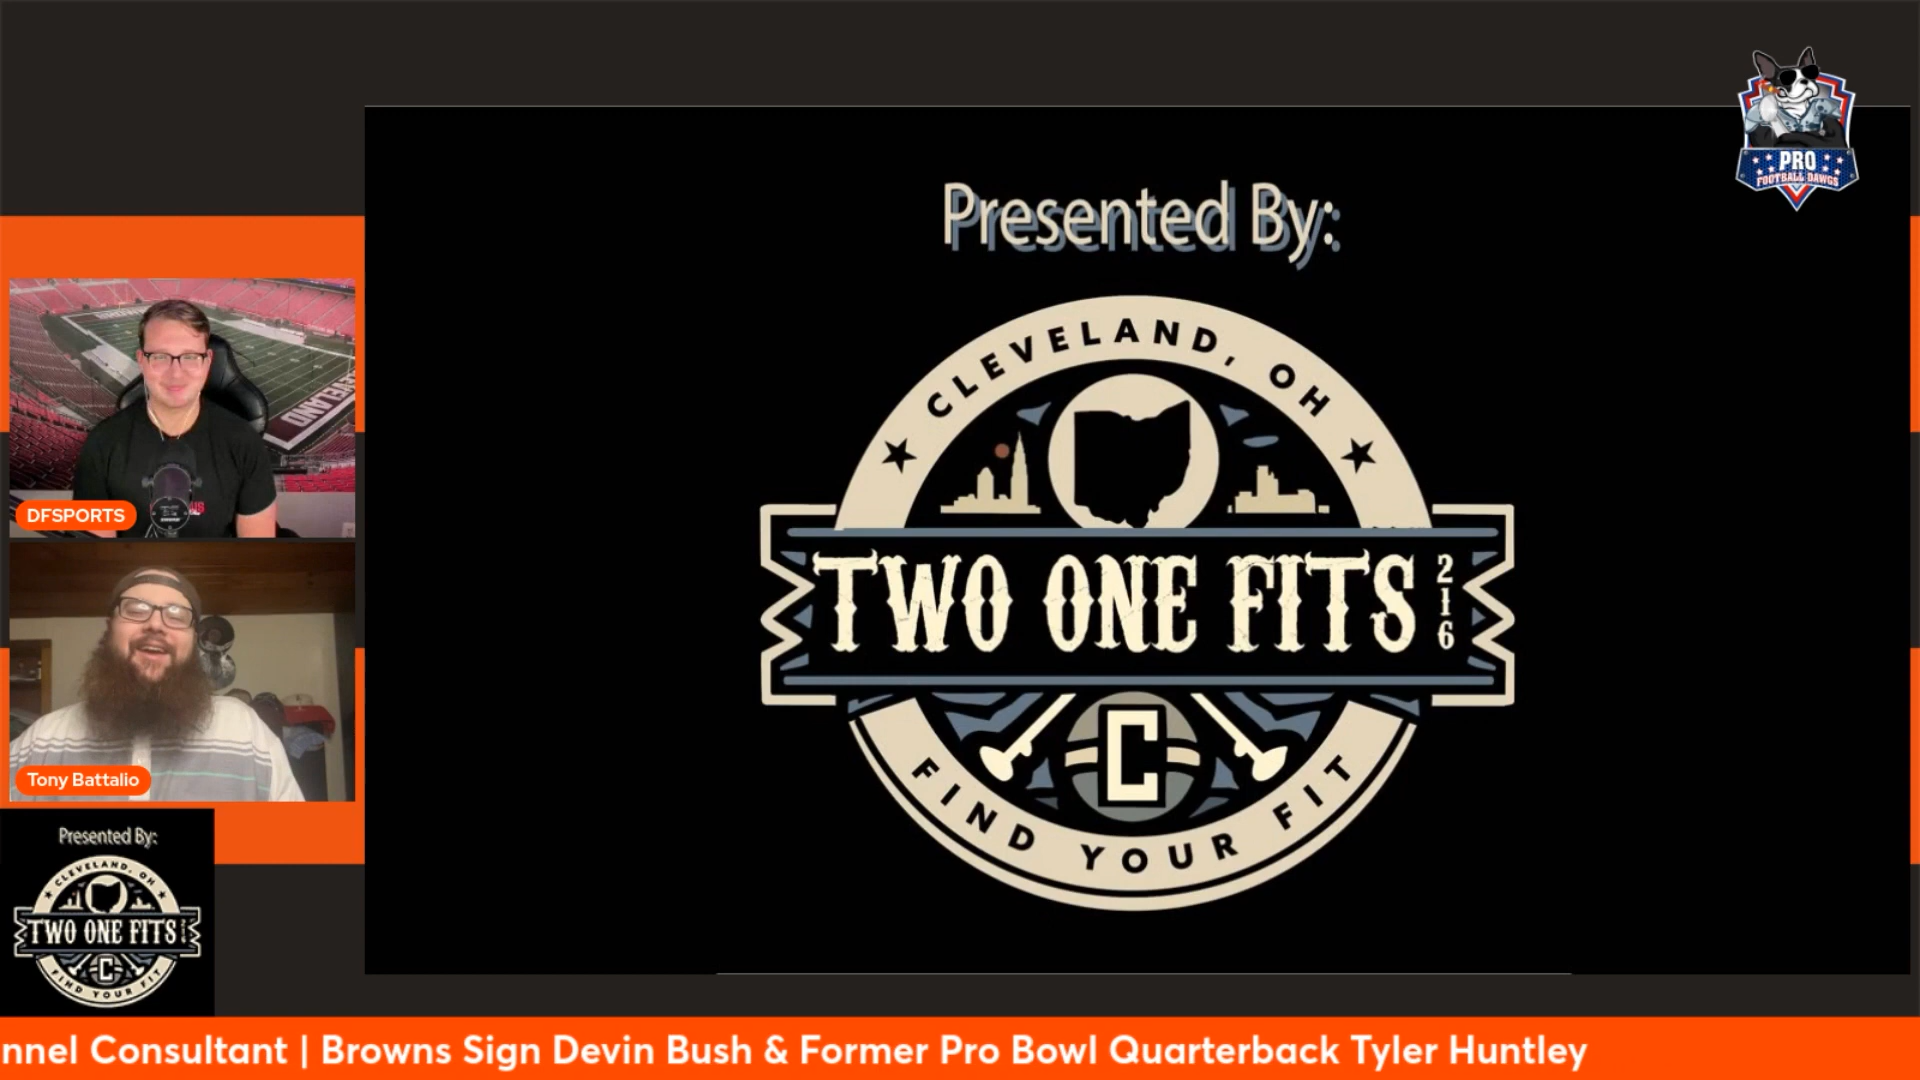 PRO
FOOTBALL DAWGS
Presented By:
CLEVELAND, OH
TWO ONE FITS 216
C
FIND YOUR FIT
CLEVELAND
DFSPORTS
Tony Battalio
Presented By:
CLEVELAND, OH
TWO ONE FITS
C
FIND YOUR FIT
nnel Consultant | Browns Sign Devin Bush & Former Pro Bowl Quarterback Tyler Huntley